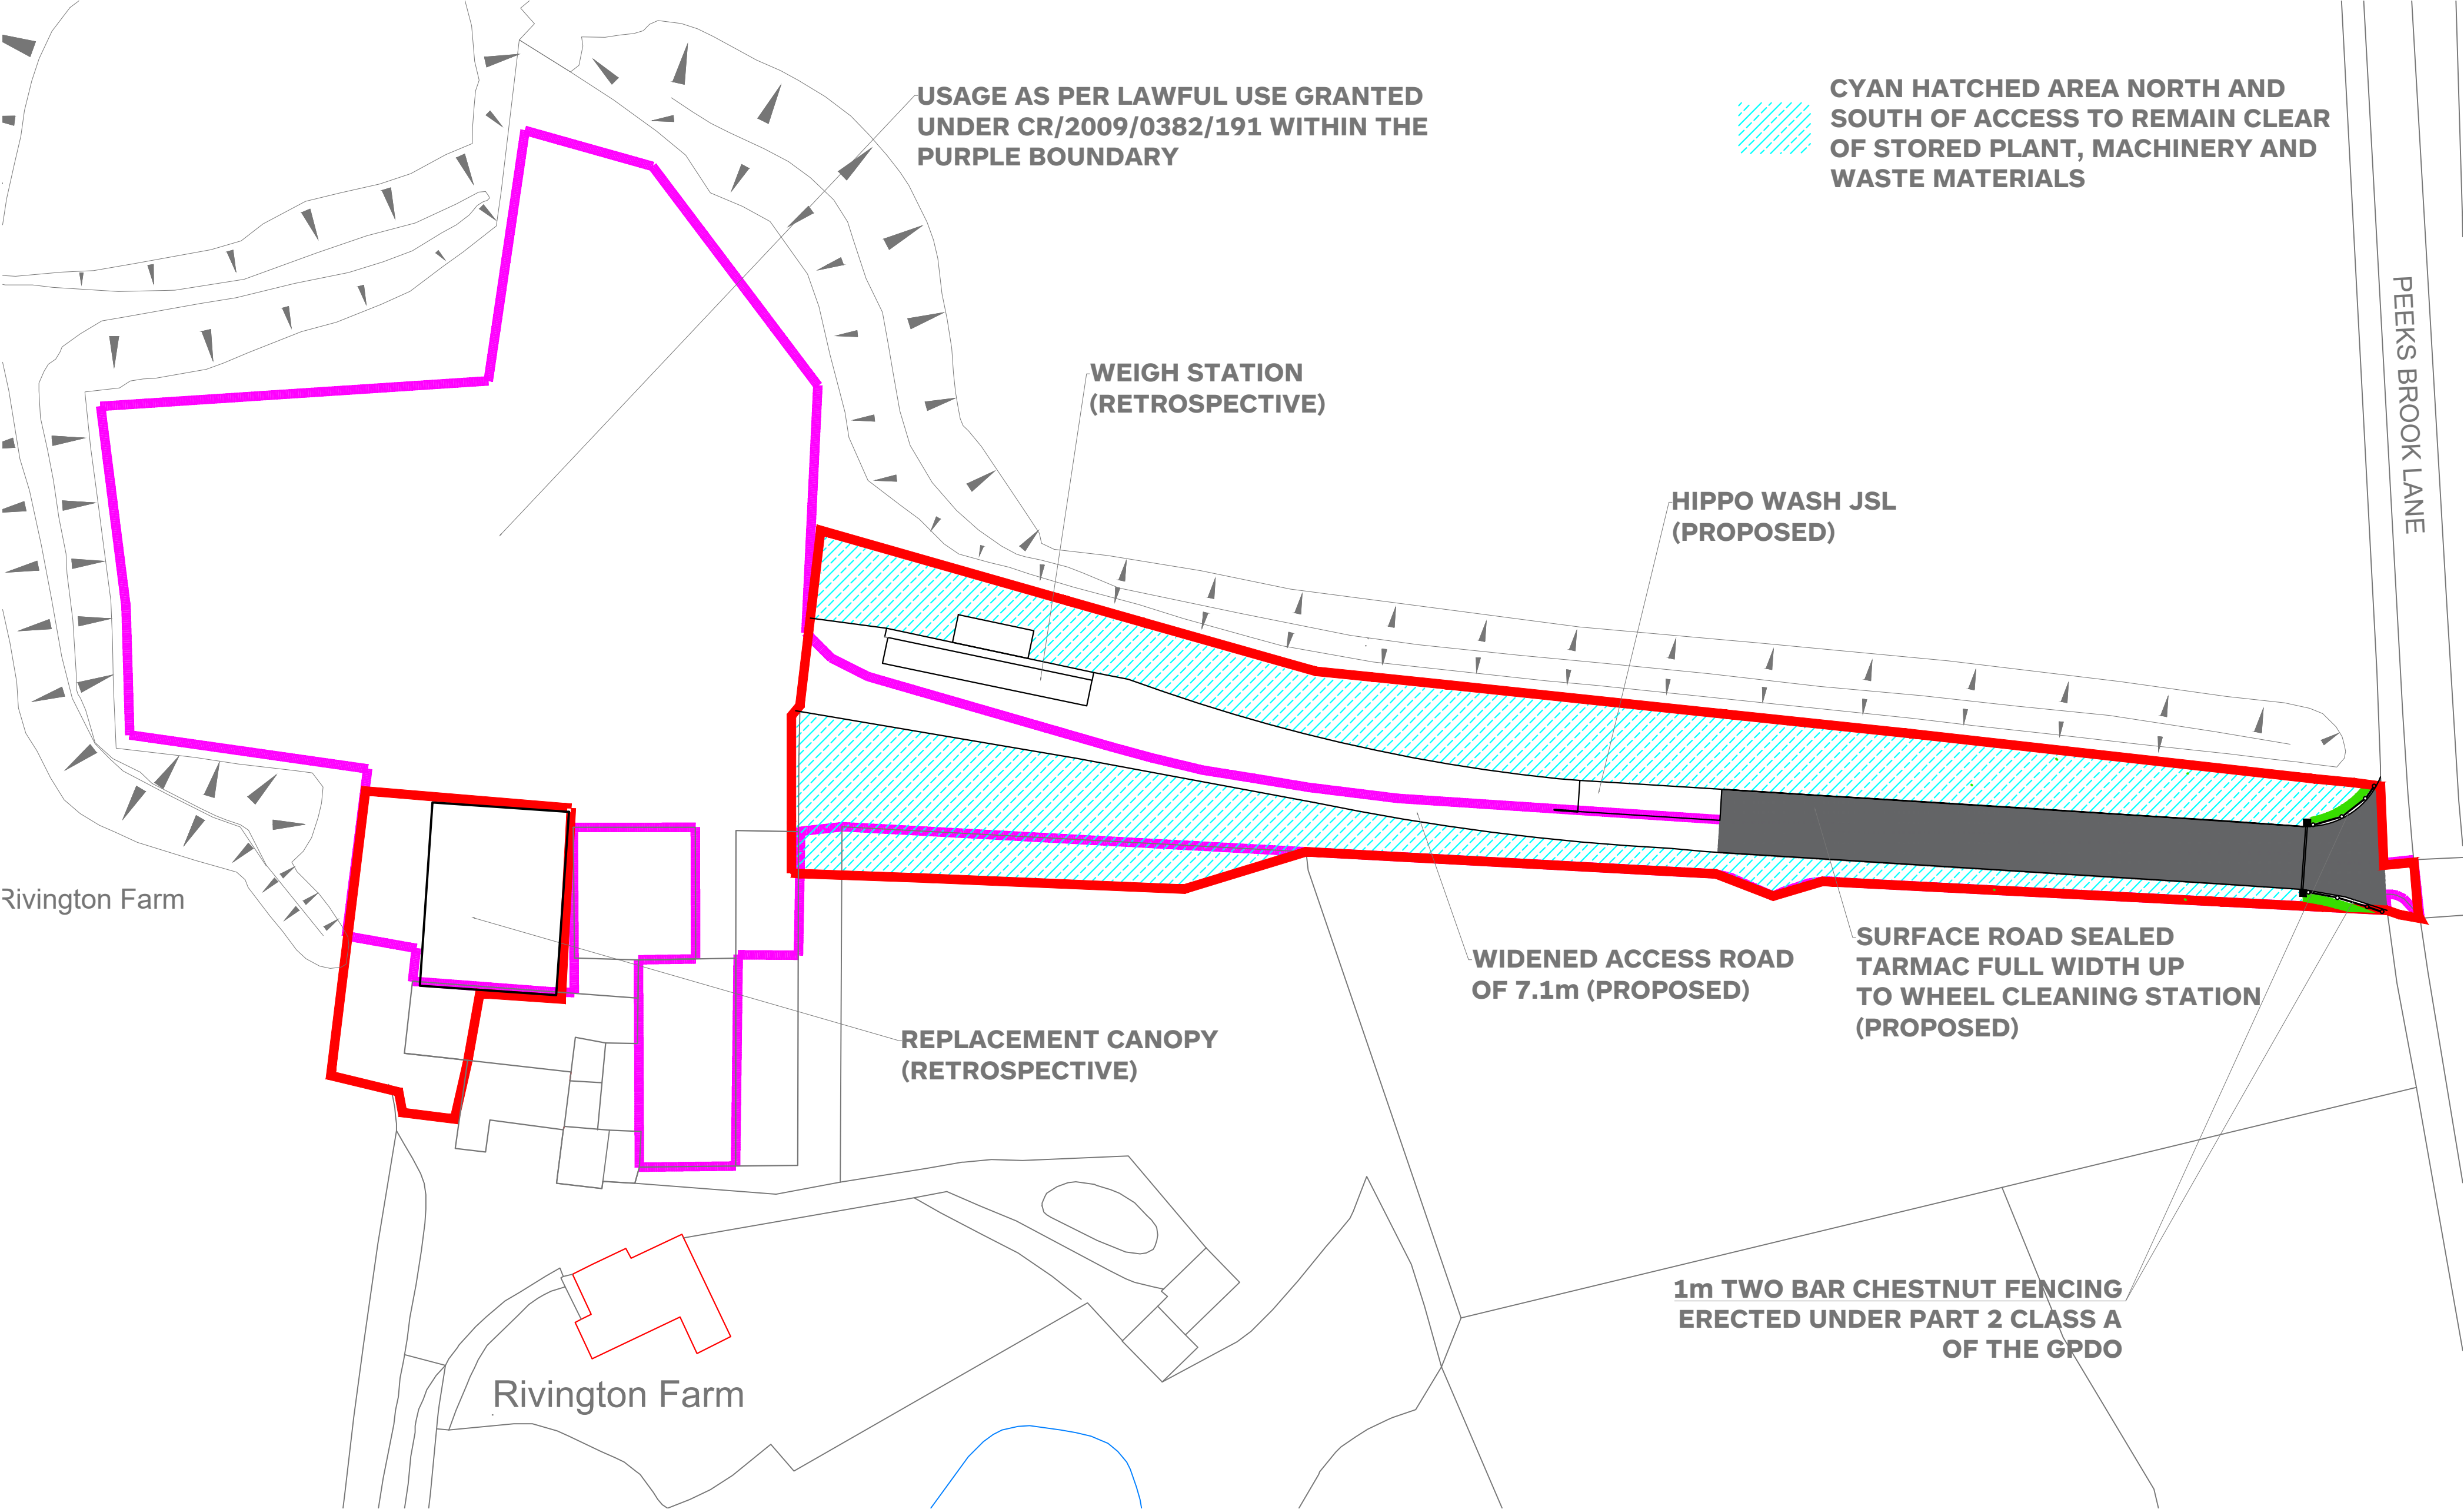 USAGE AS PER LAWFUL USE GRANTED
UNDER CR/2009/0382/191 WITHIN THE
PURPLE BOUNDARY
CYAN HATCHED AREA NORTH AND
SOUTH OF ACCESS TO REMAIN CLEAR
OF STORED PLANT, MACHINERY AND
WASTE MATERIALS
PEEKS BROOK LANE
WEIGH STATION
(RETROSPECTIVE)
HIPPO WASH JSL
(PROPOSED)
Rivington Farm
WIDENED ACCESS ROAD
OF 7.1m (PROPOSED)
SURFACE ROAD SEALED
TARMAC FULL WIDTH UP
TO WHEEL CLEANING STATION
(PROPOSED)
REPLACEMENT CANOPY
(RETROSPECTIVE)
1m TWO BAR CHESTNUT FENCING
ERECTED UNDER PART 2 CLASS A
OF THE GPDO
Rivington Farm